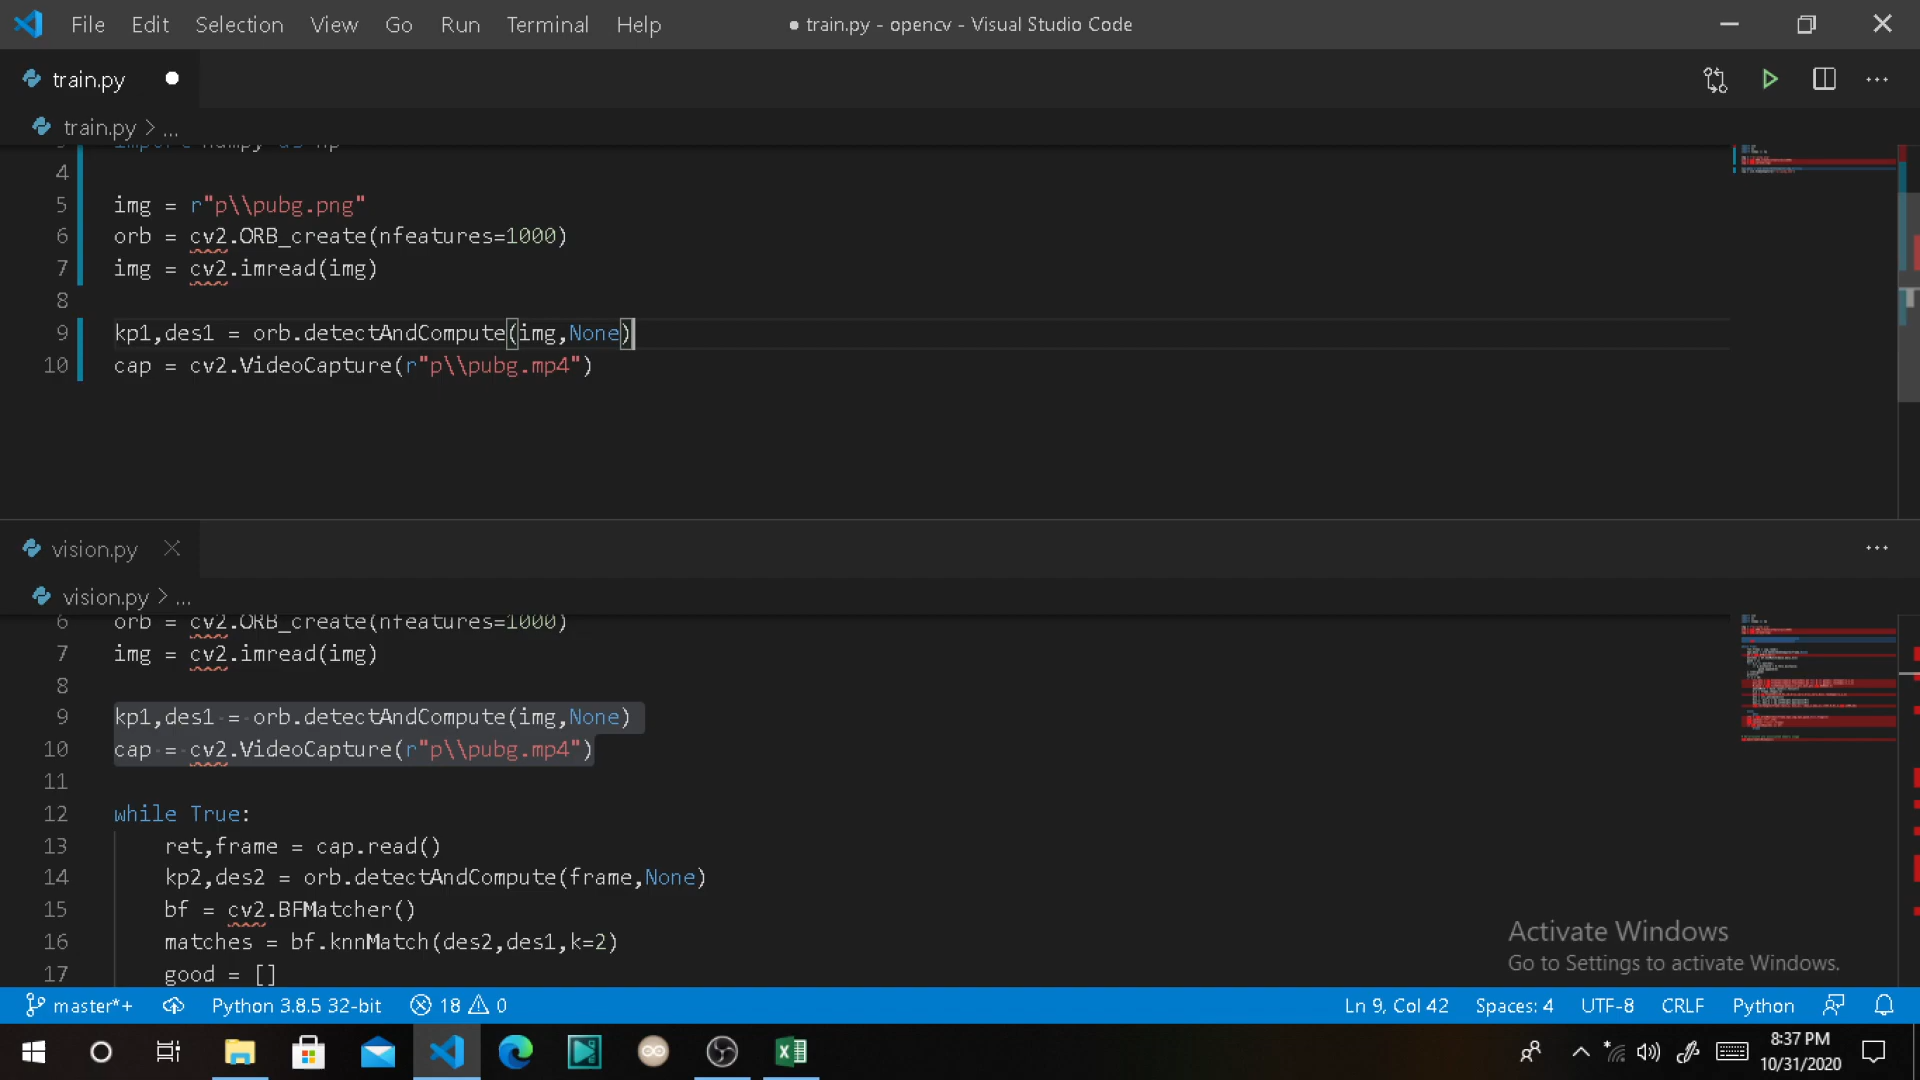 File Edit Selection View Go Run Terminal Help ● train.py - opencv - Visual Studio Code
train.py
train.py > ...
3 import numpy as np
4
5 img = r"p\\pubg.png"
6 orb = cv2.ORB_create(nfeatures=1000)
7 img = cv2.imread(img)
8
9 kp1,des1 = orb.detectAndCompute(img,None)
10 cap = cv2.VideoCapture(r"p\\pubg.mp4")
vision.py
vision.py > ...
6 orb = cv2.ORB_create(nfeatures=1000)
7 img = cv2.imread(img)
8
9 kp1,des1 = orb.detectAndCompute(img,None)
10 cap = cv2.VideoCapture(r"p\\pubg.mp4")
11
12 while True:
13 ret,frame = cap.read()
14 kp2,des2 = orb.detectAndCompute(frame,None)
15 bf = cv2.BFMatcher()
16 matches = bf.knnMatch(des2,des1,k=2)
17 good = []
Activate Windows
Go to Settings to activate Windows.
master*+ Python 3.8.5 32-bit 18 0 Ln 9, Col 42 Spaces: 4 UTF-8 CRLF Python
8:37 PM
10/31/2020